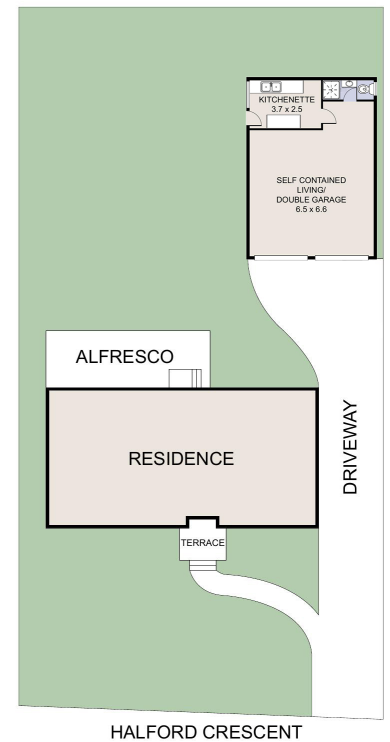 KITCHENETTE
3.7 x 2.5
SELF CONTAINED
LIVING/
DOUBLE GARAGE
6.5 x 6.6
ALFRESCO
RESIDENCE
DRIVEWAY
TERRACE
HALFORD CRESCENT